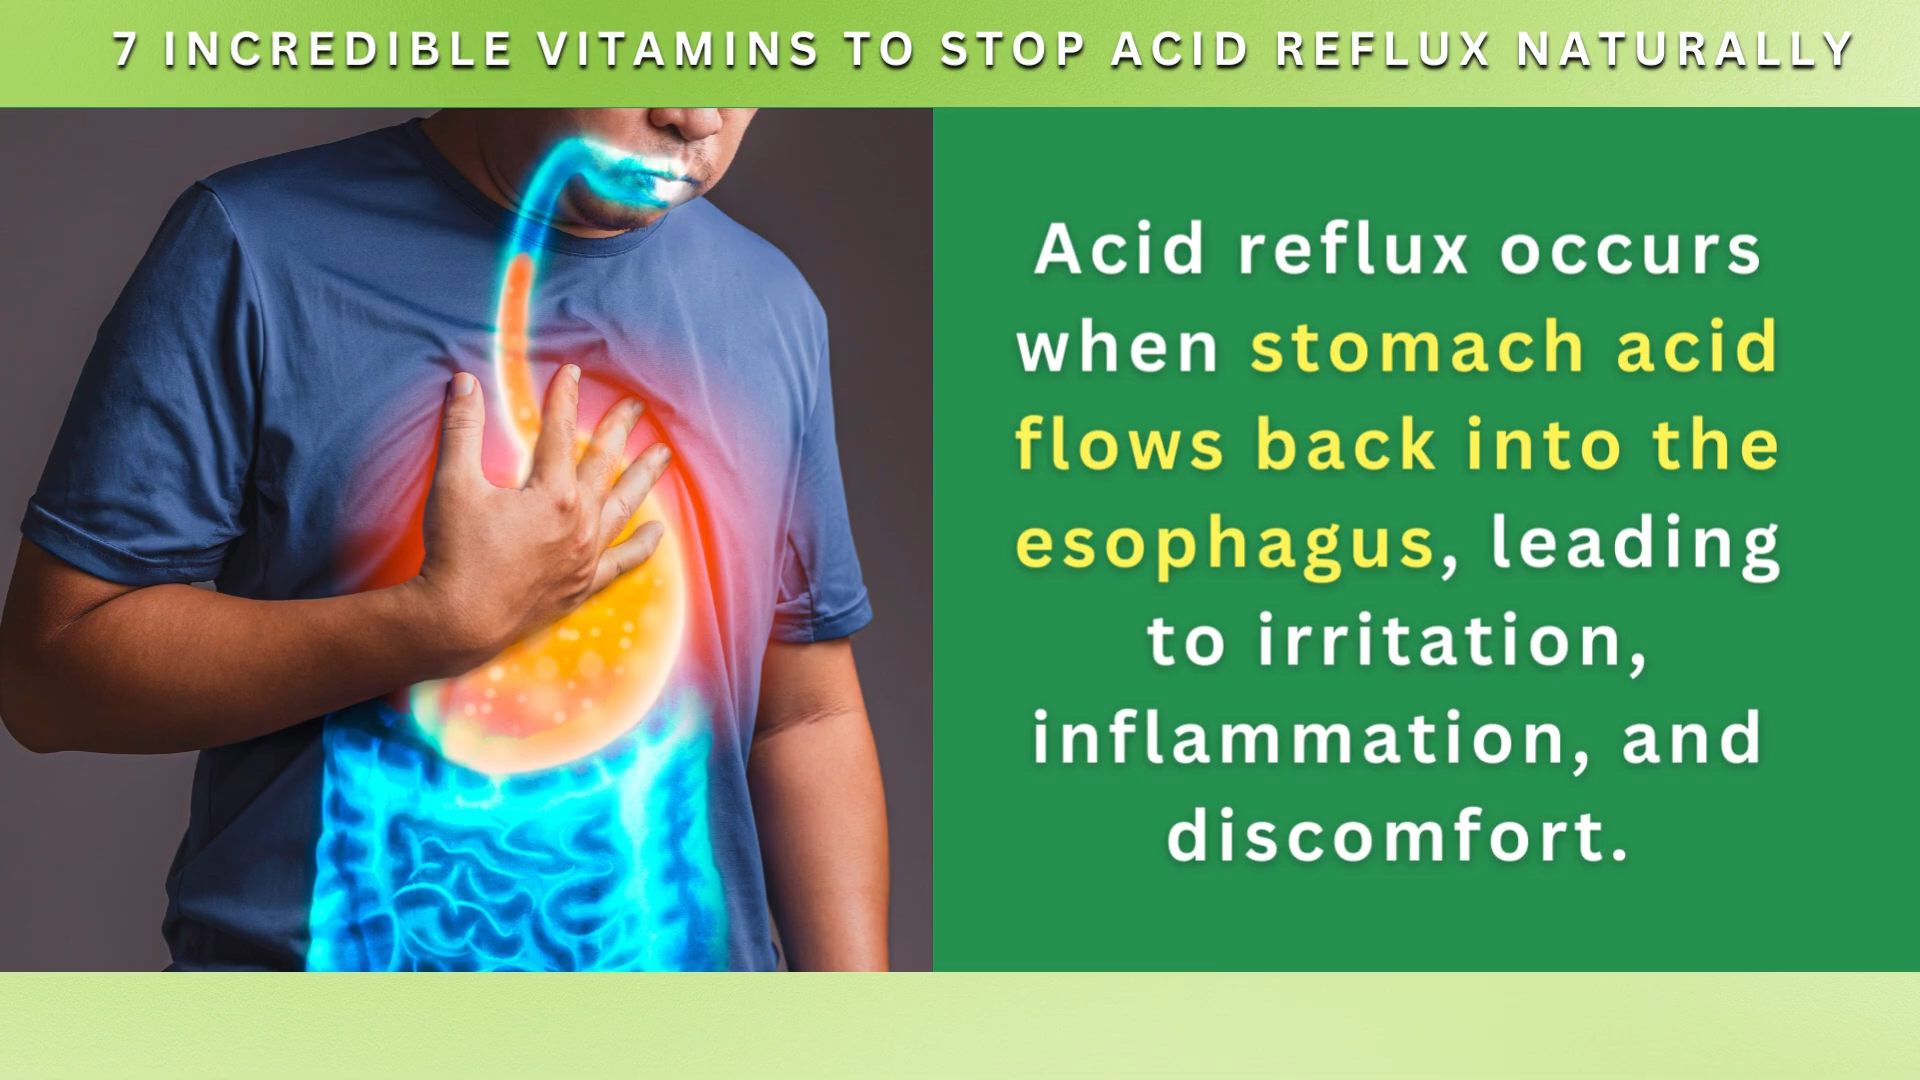 7 INCREDIBLE VITAMINS TO STOP ACID REFLUX NATURALLY
Acid reflux occurs
when stomach acid
flows back into the
esophagus, leading
to irritation,
inflammation, and
discomfort.